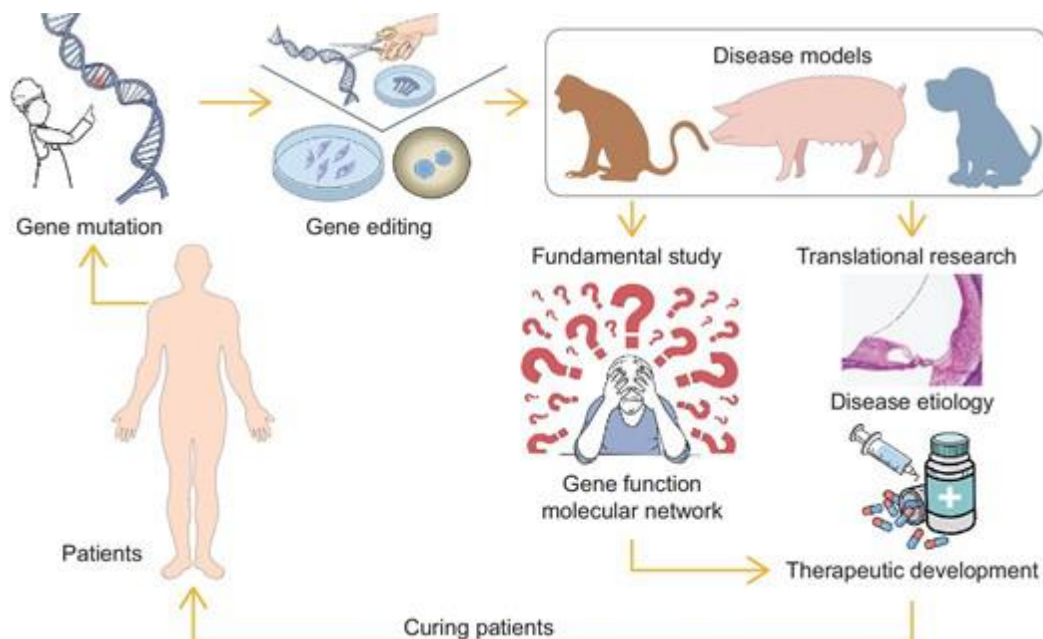 Disease models
Gene mutation
Gene editing
Fundamental study
Translational research
Disease etiology
Gene function
molecular network
Patients
Therapeutic development
Curing patients